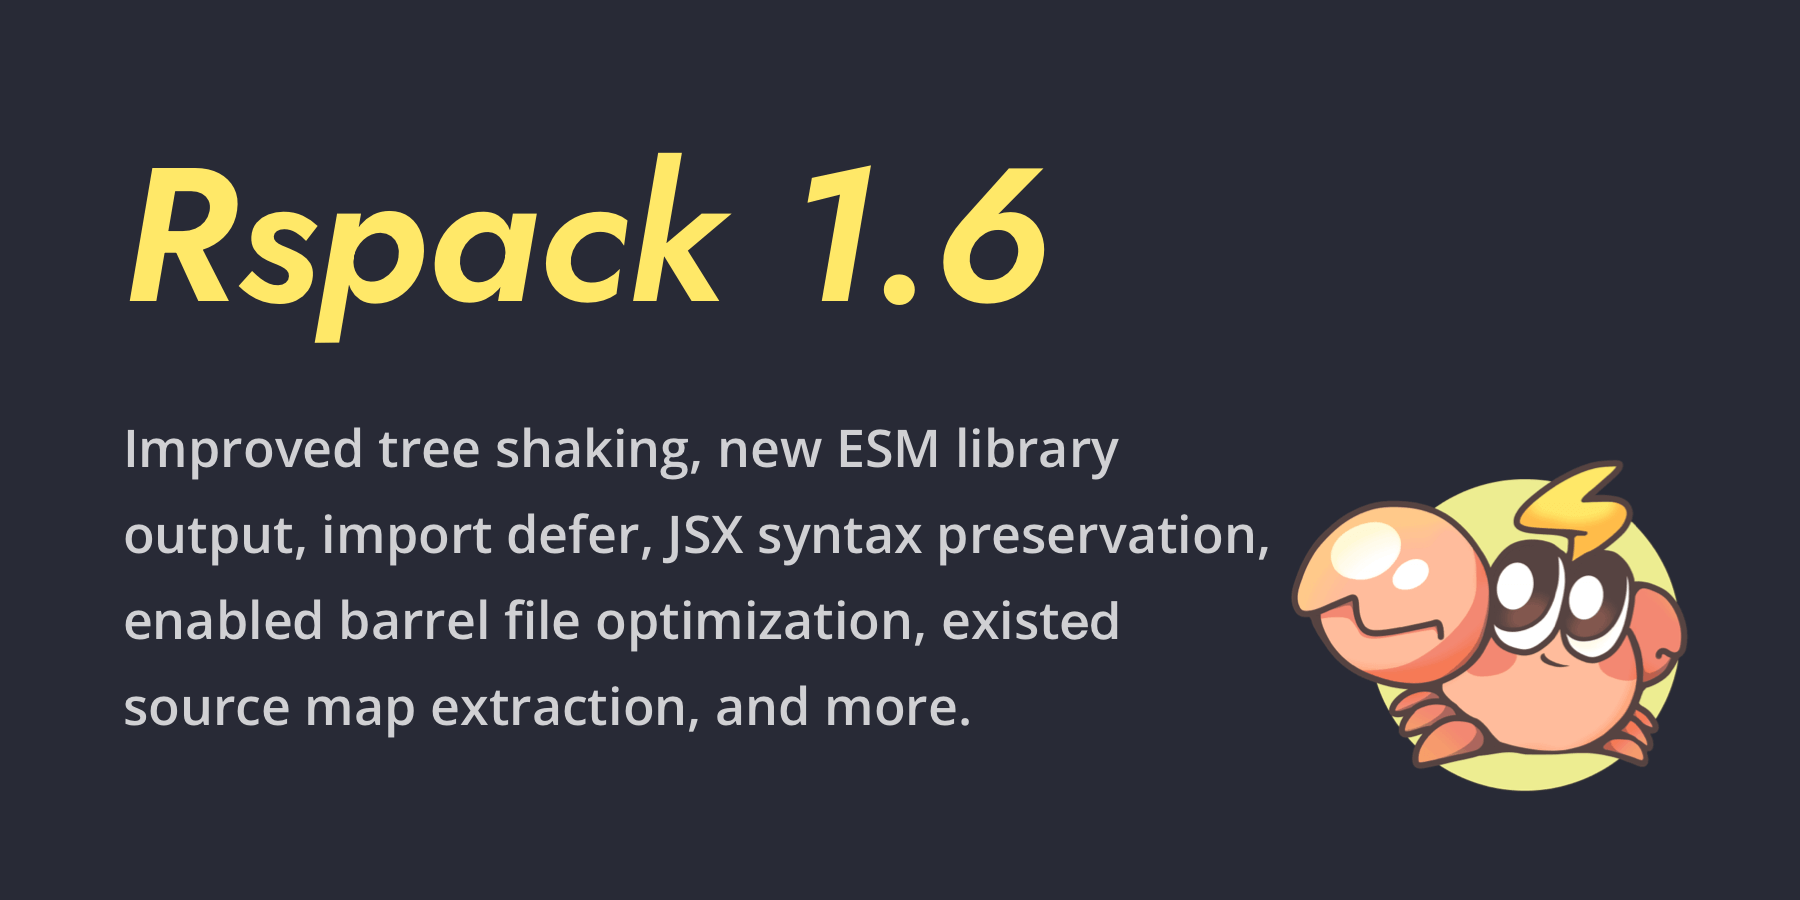 Rspack 1.6
Improved tree shaking, new ESM library
output, import defer, JSX syntax preservation,
enabled barrel file optimization, existed
source map extraction, and more.